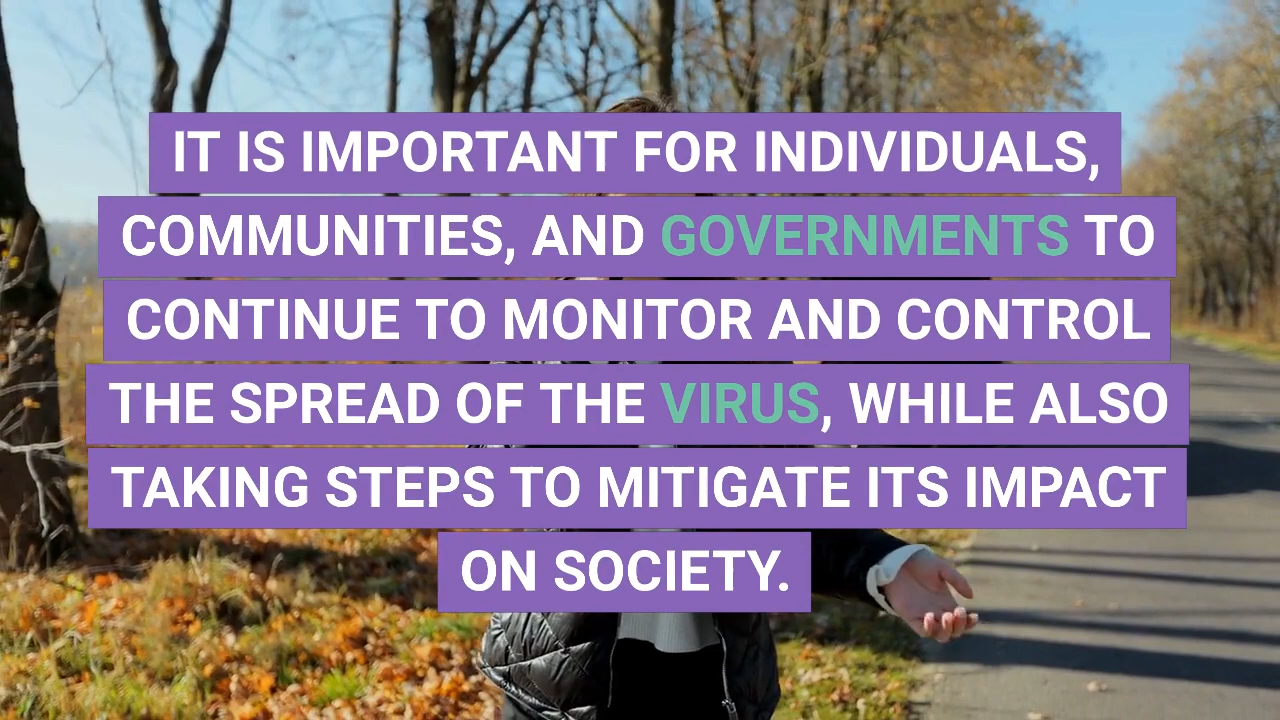 IT IS IMPORTANT FOR INDIVIDUALS,
COMMUNITIES, AND GOVERNMENTS TO
CONTINUE TO MONITOR AND CONTROL
THE SPREAD OF THE VIRUS, WHILE ALSO
TAKING STEPS TO MITIGATE ITS IMPACT
ON SOCIETY.